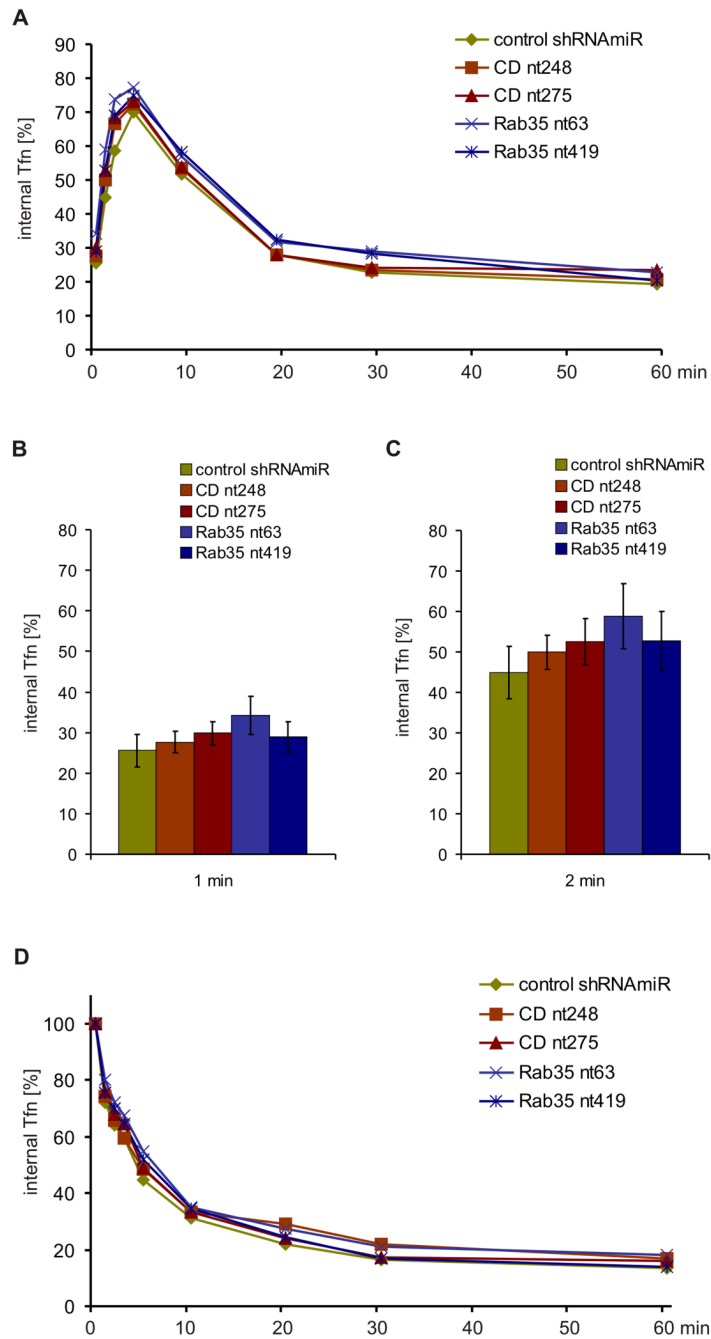 A
control shRNAmiR
CD nt248
CD nt275
Rab35 nt63
Rab35 nt419
internal Tfn [%]
90
80
70
60
50
40
30
20
10
0
0 10 20 30 40 50 60 min
B
control shRNAmiR
CD nt248
CD nt275
Rab35 nt63
Rab35 nt419
internal Tfn [%]
80
70
60
50
40
30
20
10
0
1 min
C
control shRNAmiR
CD nt248
CD nt275
Rab35 nt63
Rab35 nt419
internal Tfn [%]
80
70
60
50
40
30
20
10
0
2 min
D
control shRNAmiR
CD nt248
CD nt275
Rab35 nt63
Rab35 nt419
internal Tfn [%]
100
80
60
40
20
0
0 10 20 30 40 50 60 min